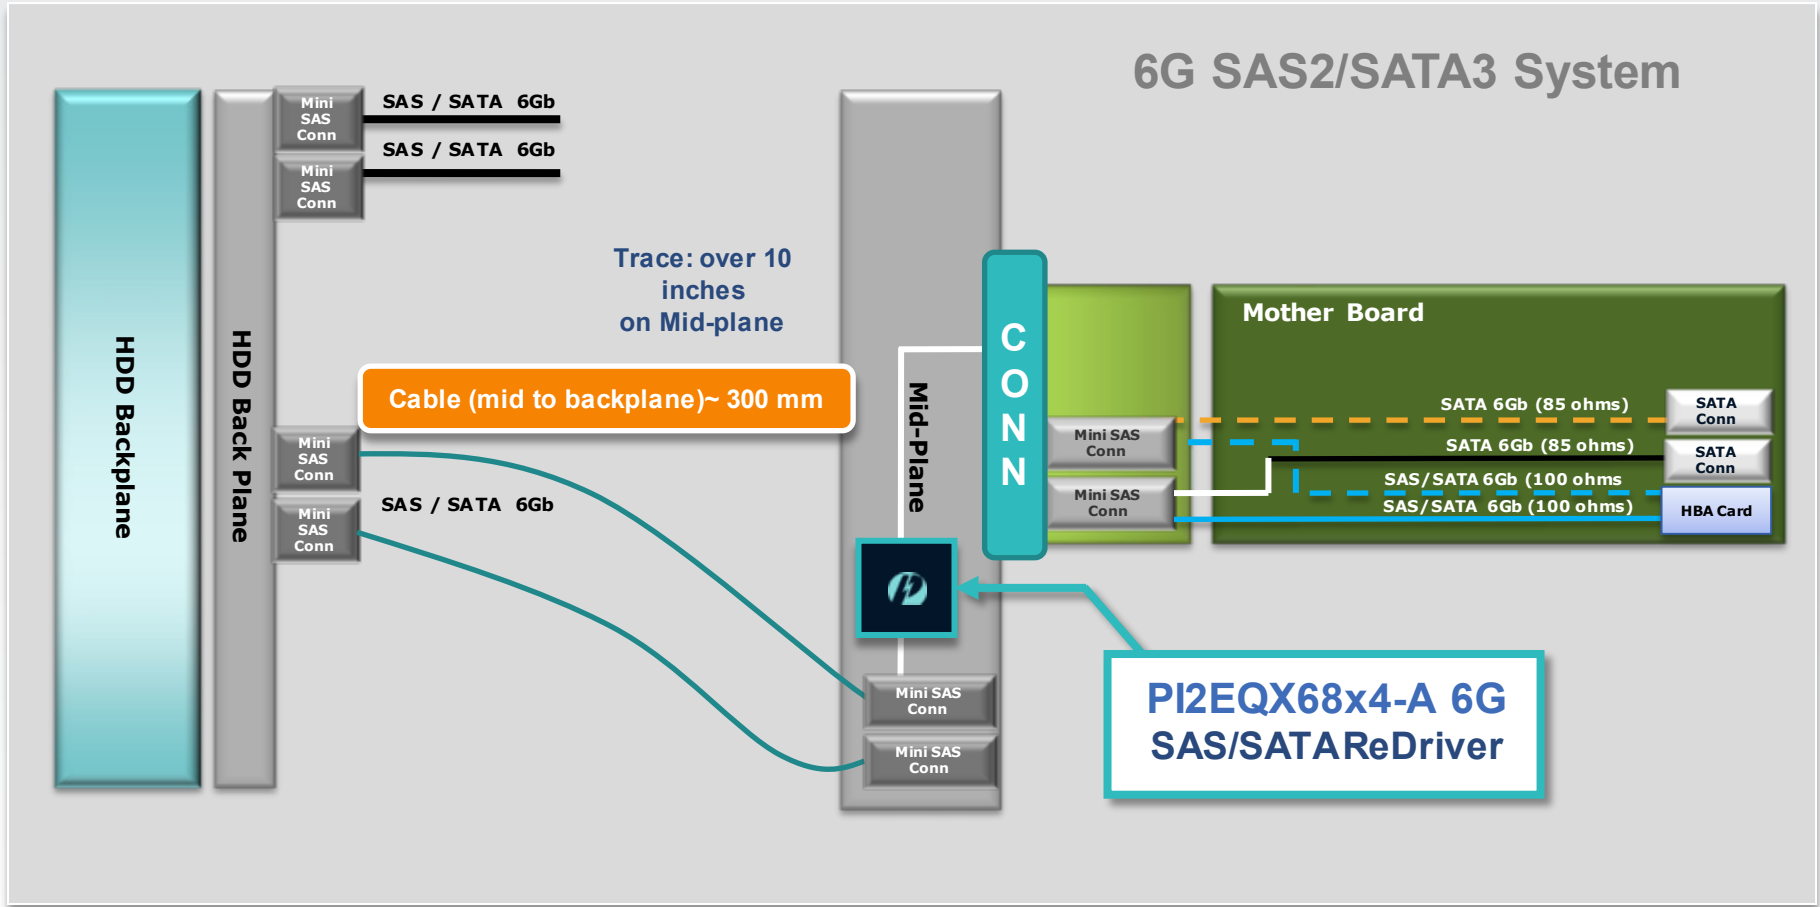 6G SAS2/SATA3 System
Mini
SAS
Conn
SAS / SATA 6Gb
Mini
SAS
Conn
SAS / SATA 6Gb
Trace: over 10
inches
on Mid-plane
Cable (mid to backplane)~ 300 mm
HDD Backplane
HDD Back Plane
Mini
SAS
Conn
Mini
SAS
Conn
SAS / SATA 6Gb
Mid-Plane
C
O
N
N
Mini SAS
Conn
Mini SAS
Conn
Mother Board
SATA 6Gb (85 ohms)
SATA
Conn
SATA 6Gb (85 ohms)
SATA
Conn
SAS/SATA 6Gb (100 ohms
SAS/SATA 6Gb (100 ohms)
HBA Card
Mini SAS
Conn
Mini SAS
Conn
PI2EQX68x4-A 6G
SAS/SATAReDriver